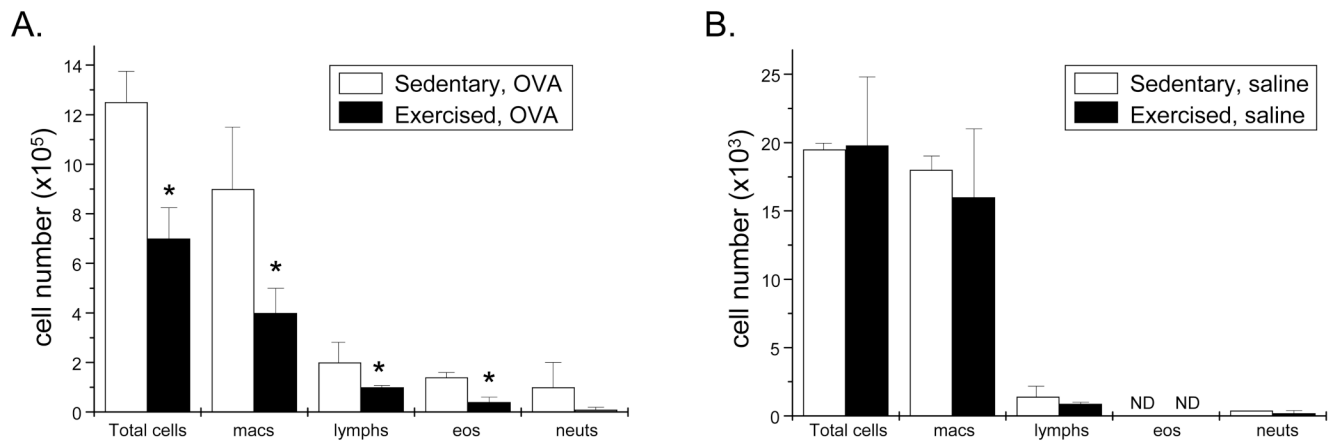 A.
Sedentary, OVA
Exercised, OVA
cell number (x10⁵)
14
12
10
8
6
4
2
0
*
*
*
*
Total cells macs lymphs eos neuts
B.
Sedentary, saline
Exercised, saline
cell number (x10³)
25
20
15
10
5
0
ND ND
Total cells macs lymphs eos neuts